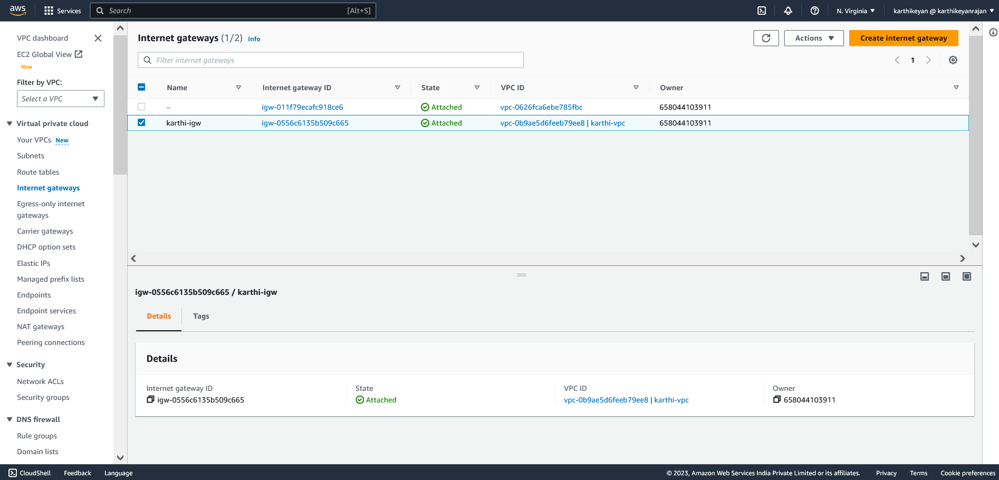 aws
Services
Search
[Alt+S]
N. Virginia
karthikeyan @ karthikeyanrajan
VPC dashboard
EC2 Global View
New
Filter by VPC:
Select a VPC
Virtual private cloud
Your VPCs New
Subnets
Route tables
Internet gateways
Egress-only internet
gateways
Carrier gateways
DHCP option sets
Elastic IPs
Managed prefix lists
Endpoints
Endpoint services
NAT gateways
Peering connections
Security
Network ACLs
Security groups
DNS firewall
Rule groups
Domain lists
Internet gateways (1/2) Info
Actions
Create internet gateway
Filter internet gateways
1
Name Internet gateway ID State VPC ID Owner
– igw-011f79ecafc918ce6 Attached vpc-0626fca6ebe785fbc 658044103911
karthi-igw igw-0556c6135b509c665 Attached vpc-0b9ae5d6feeb79ee8 | karthi-vpc 658044103911
igw-0556c6135b509c665 / karthi-igw
Details Tags
Details
Internet gateway ID State VPC ID Owner
igw-0556c6135b509c665 Attached vpc-0b9ae5d6feeb79ee8 | karthi-vpc 658044103911
CloudShell Feedback Language © 2023, Amazon Web Services India Private Limited or its affiliates. Privacy Terms Cookie preferences